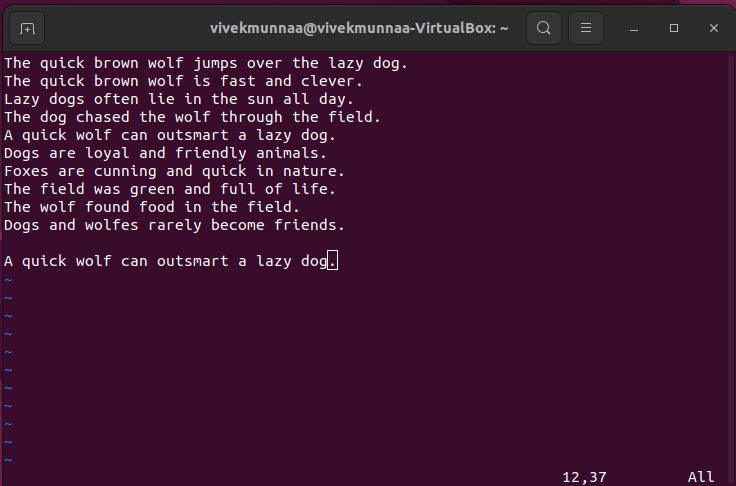 vivekmunnaa@vivekmunnaa-VirtualBox: ~
The quick brown wolf jumps over the lazy dog.
The quick brown wolf is fast and clever.
Lazy dogs often lie in the sun all day.
The dog chased the wolf through the field.
A quick wolf can outsmart a lazy dog.
Dogs are loyal and friendly animals.
Foxes are cunning and quick in nature.
The field was green and full of life.
The wolf found food in the field.
Dogs and wolfes rarely become friends.

A quick wolf can outsmart a lazy dog.
~
~
~
~
~
~
~
~
~
~
~
12,37 All